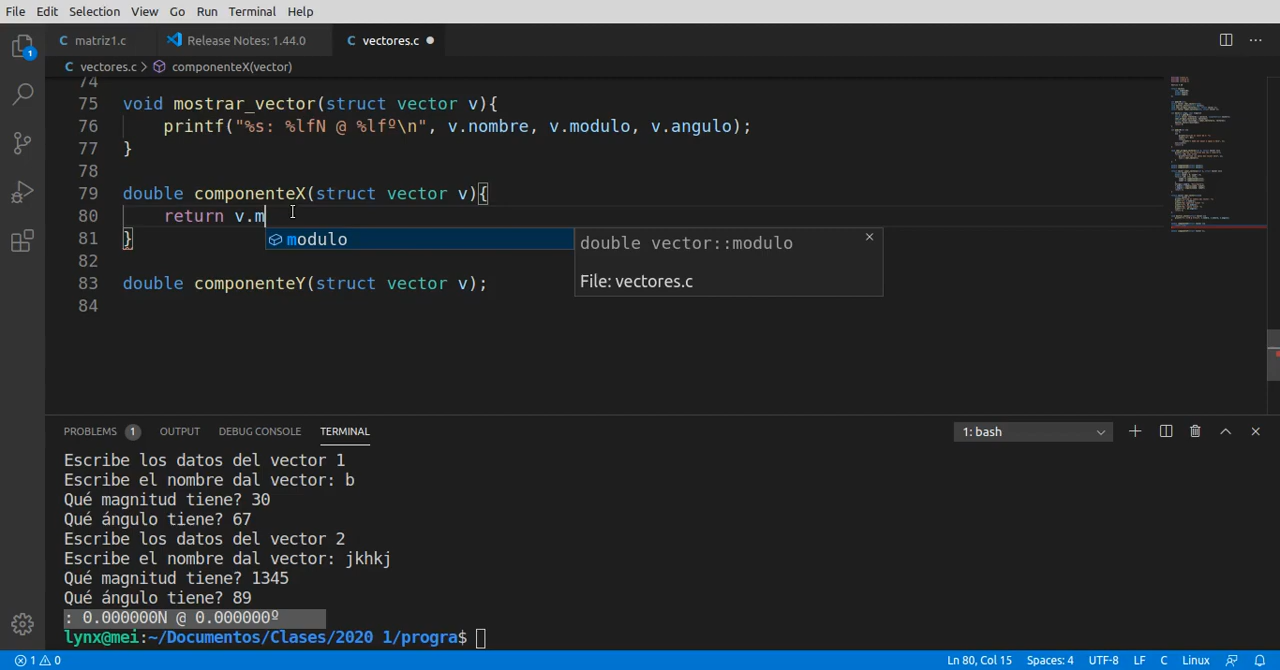 File Edit Selection View Go Run Terminal Help
matriz1.c Release Notes: 1.44.0 vectores.c
vectores.c > componenteX(vector)
74
75 void mostrar_vector(struct vector v){
76 printf("%s: %lfN @ %lfº\n", v.nombre, v.modulo, v.angulo);
77 }
78
79 double componenteX(struct vector v){
80 return v.m
81 }
modulo
double vector::modulo
File: vectores.c
82
83 double componenteY(struct vector v);
84
PROBLEMS 1 OUTPUT DEBUG CONSOLE TERMINAL 1: bash
Escribe los datos del vector 1
Escribe el nombre dal vector: b
Qué magnitud tiene? 30
Qué ángulo tiene? 67
Escribe los datos del vector 2
Escribe el nombre dal vector: jkhkj
Qué magnitud tiene? 1345
Qué ángulo tiene? 89
: 0.000000N @ 0.000000º
lynx@mei:~/Documentos/Clases/2020 1/progra$
1 0 Ln 80, Col 15 Spaces: 4 UTF-8 LF C Linux